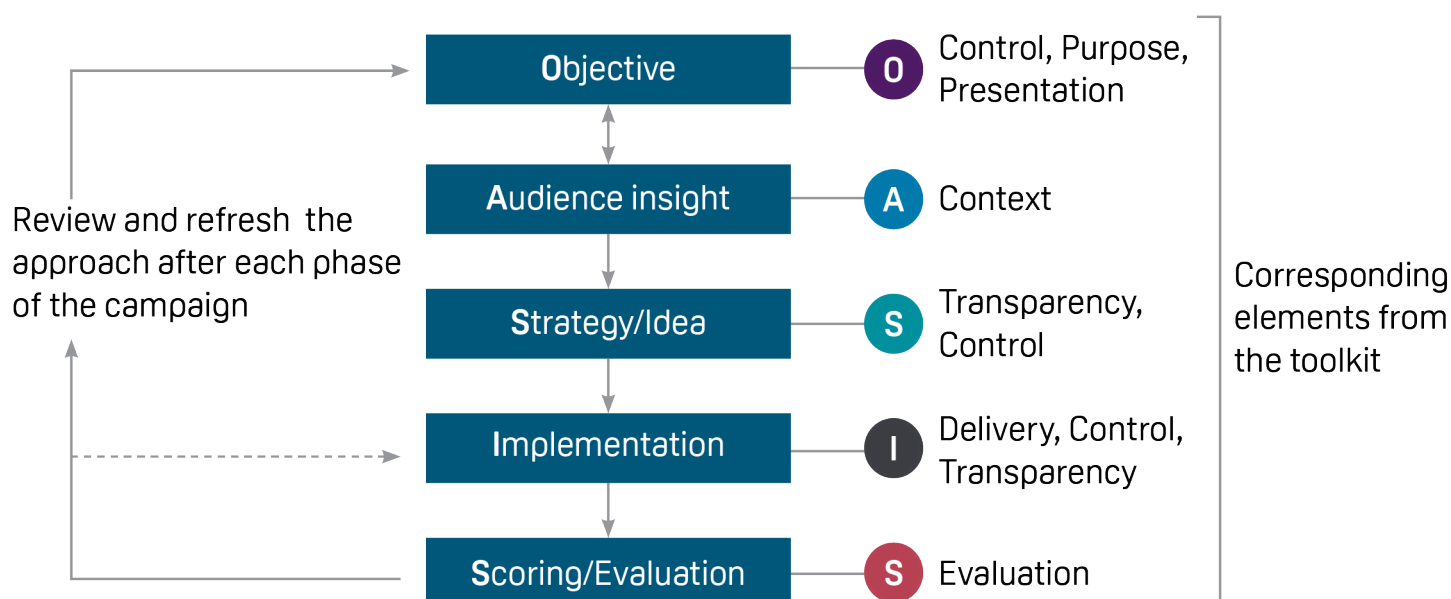 Objective
O
Control, Purpose,
Presentation
Audience insight
A
Context
Review and refresh the
approach after each phase
of the campaign
Strategy/Idea
S
Transparency,
Control
Corresponding
elements from
the toolkit
Implementation
I
Delivery, Control,
Transparency
Scoring/Evaluation
S
Evaluation